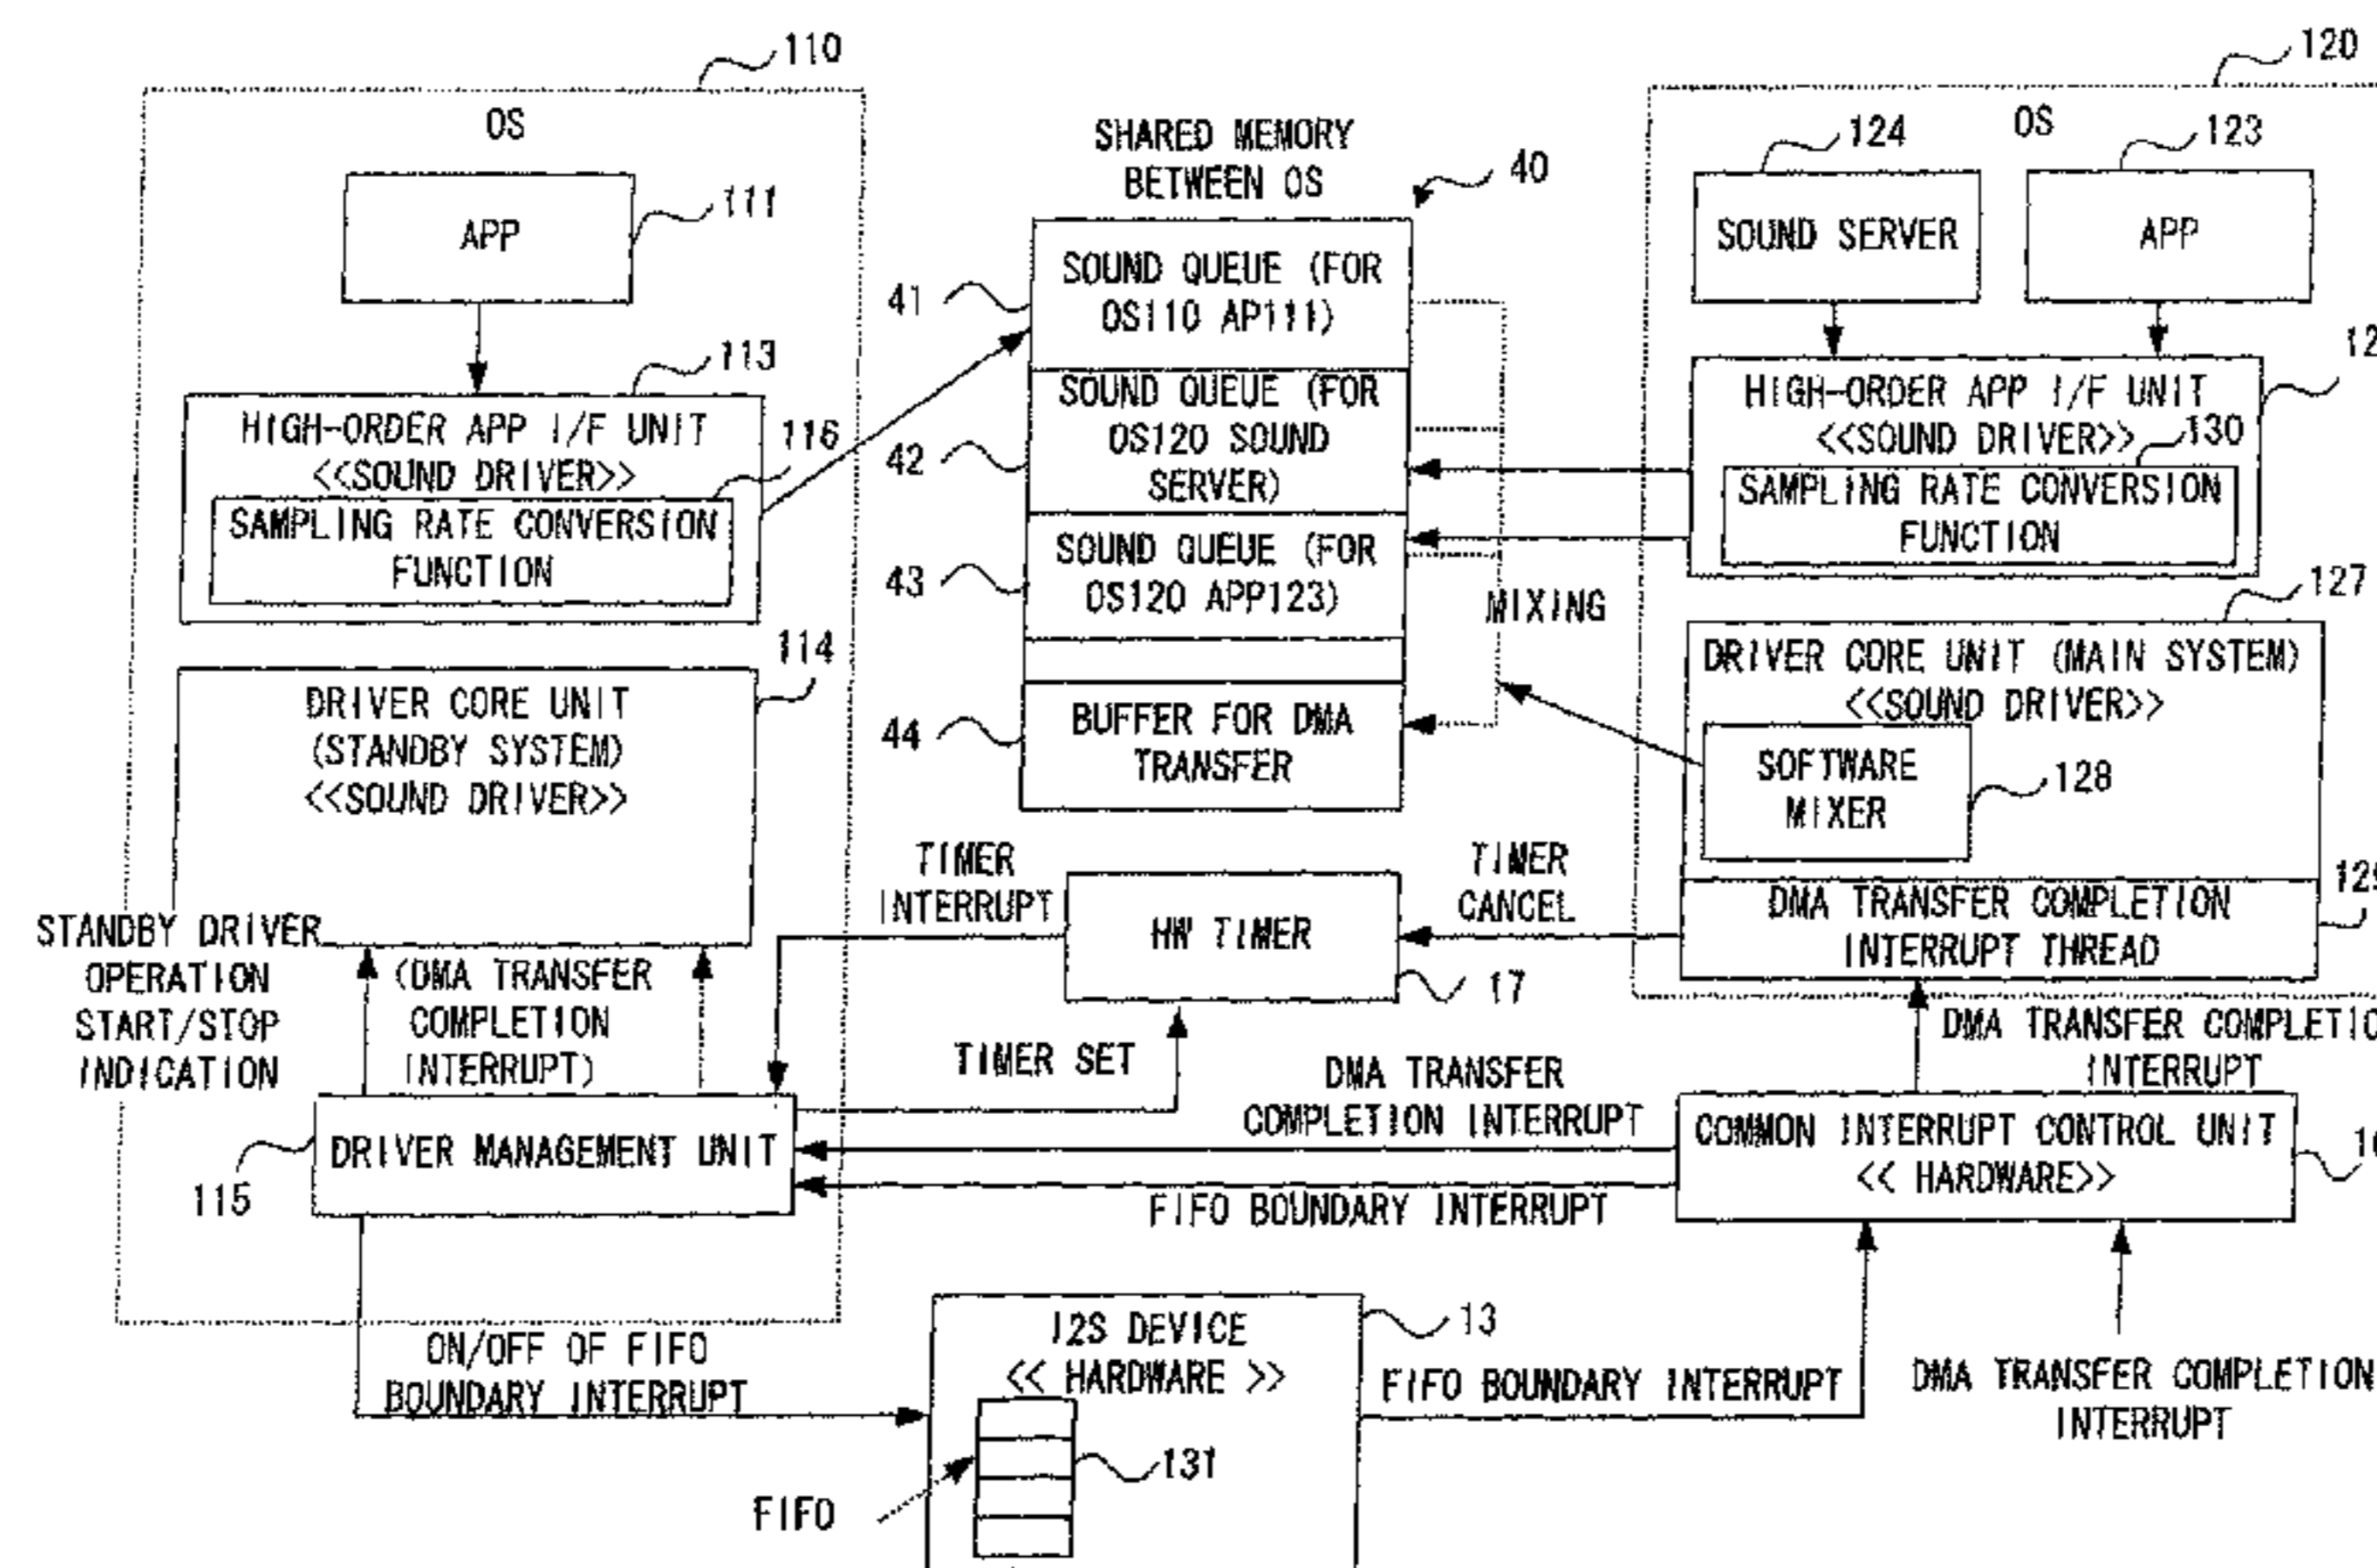 110
OS
APP
111
113
HIGH-ORDER APP I/F UNIT
<<SOUND DRIVER>>
116
SAMPLING RATE CONVERSION
FUNCTION
114
DRIVER CORE UNIT
(STANDBY SYSTEM)
<<SOUND DRIVER>>
STANDBY DRIVER
OPERATION
START/STOP
INDICATION
(DMA TRANSFER
COMPLETION
INTERRUPT)
DRIVER MANAGEMENT UNIT
115
ON/OFF OF FIFO
BOUNDARY INTERRUPT
SHARED MEMORY
BETWEEN OS
40
SOUND QUEUE (FOR
OS110 AP111)
41
SOUND QUEUE (FOR
OS120 SOUND
SERVER)
42
SOUND QUEUE (FOR
OS120 APP123)
43
MIXING
BUFFER FOR DMA
TRANSFER
44
TIMER
INTERRUPT
HW TIMER
17
TIMER
CANCEL
TIMER SET
DMA TRANSFER
COMPLETION INTERRUPT
FIFO BOUNDARY INTERRUPT
I2S DEVICE
<< HARDWARE >>
13
131
FIFO
FIFO BOUNDARY INTERRUPT
120
OS
124
123
SOUND SERVER
APP
HIGH-ORDER APP I/F UNIT
<<SOUND DRIVER>>
130
SAMPLING RATE CONVERSION
FUNCTION
127
DRIVER CORE UNIT (MAIN SYSTEM)
<<SOUND DRIVER>>
SOFTWARE
MIXER
128
DMA TRANSFER COMPLETION
INTERRUPT THREAD
129
DMA TRANSFER
INTERRUPT
COMMON INTERRUPT CONTROL UNIT
<< HARDWARE>>
DMA TRANSFER COMPLETION
INTERRUPT